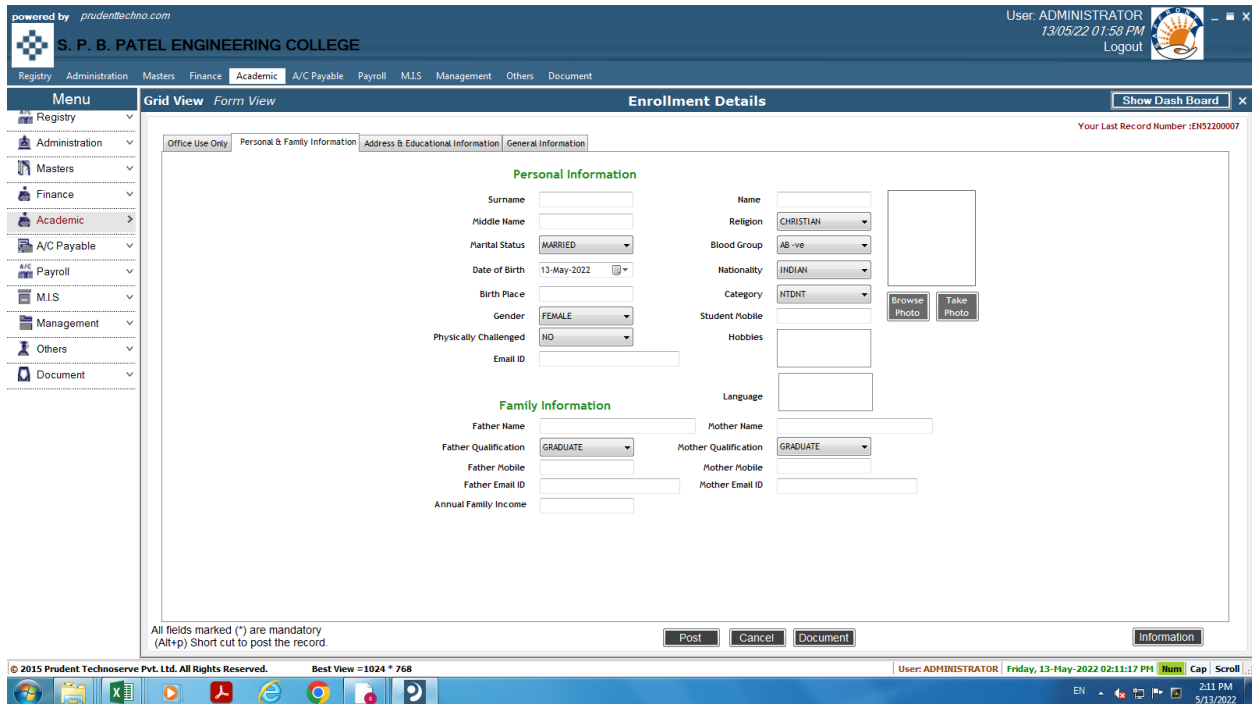 powered by prudenttechno.com
User: ADMINISTRATOR
13/05/22 01:58 PM
Logout
S. P. B. PATEL ENGINEERING COLLEGE
Registry Administration Masters Finance Academic A/C Payable Payroll M.I.S Management Others Document
Menu
Grid View Form View Enrollment Details Show Dash Board X
Your Last Record Number :EN52200007
Registry
Administration
Masters
Finance
Academic
A/C Payable
Payroll
M.I.S
Management
Others
Document
Office Use Only Personal & Family Information Address & Educational Information General Information
Personal Information
Surname Name
Middle Name Religion CHRISTIAN
Marital Status MARRIED Blood Group AB -ve
Date of Birth 13-May-2022 Nationality INDIAN
Birth Place Category NTDNT
Browse Photo Take Photo
Gender FEMALE Student Mobile
Physically Challenged NO Hobbies
Email ID
Language
Family Information
Father Name Mother Name
Father Qualification GRADUATE Mother Qualification GRADUATE
Father Mobile Mother Mobile
Father Email ID Mother Email ID
Annual Family Income
All fields marked (*) are mandatory
(Alt+p) Short cut to post the record.
Post Cancel Document Information
© 2015 Prudent Technoserve Pvt. Ltd. All Rights Reserved. Best View =1024 * 768 User: ADMINISTRATOR Friday, 13-May-2022 02:11:17 PM Num Cap Scroll
EN 2:11 PM
5/13/2022